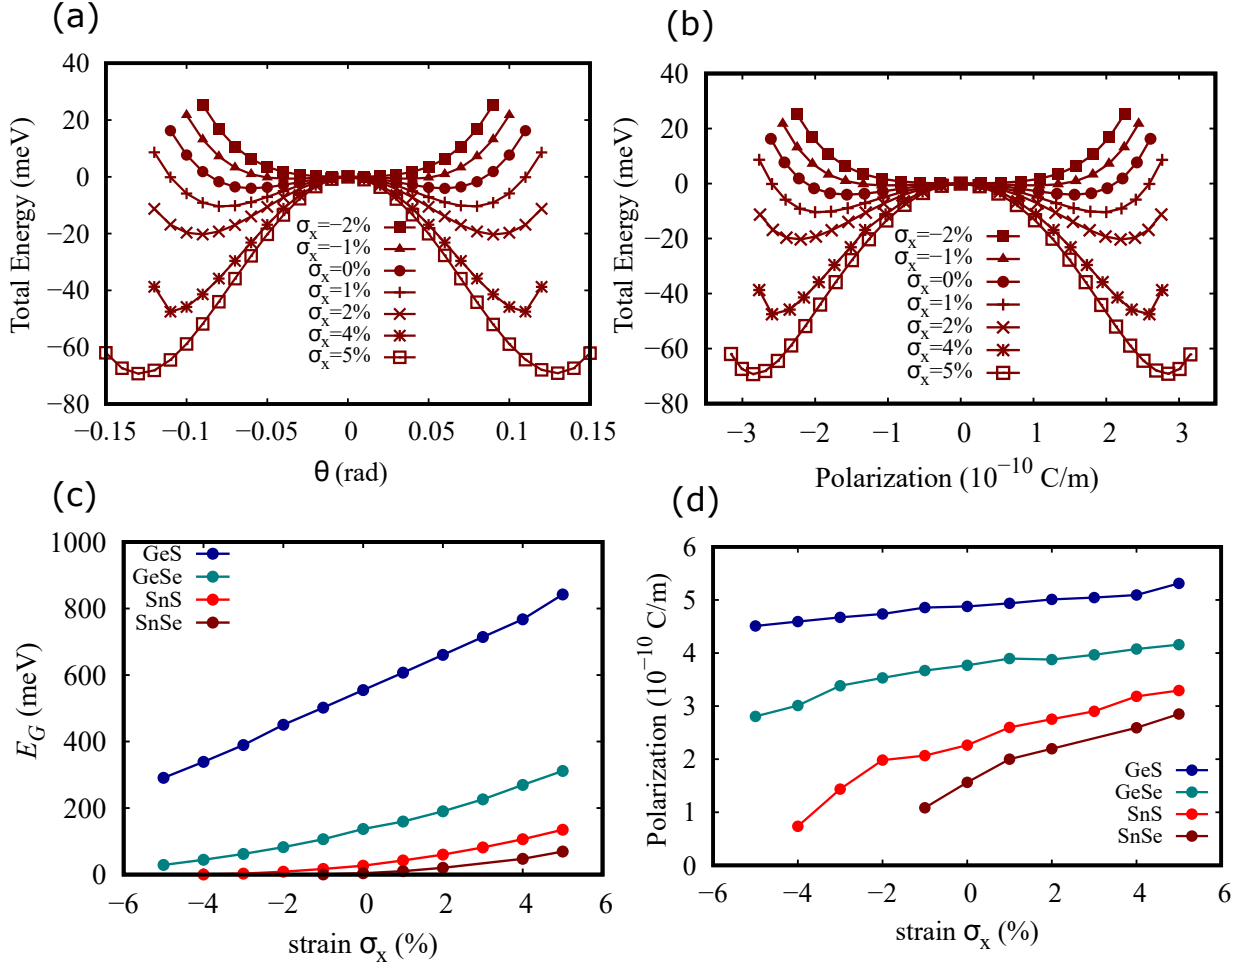 (a)
40
20
0
−20
−40
−60
−80
Total Energy (meV)
σx=−2%
σx=−1%
σx=0%
σx=1%
σx=2%
σx=4%
σx=5%
−0.15 −0.1 −0.05 0 0.05 0.1 0.15
θ (rad)
(b)
40
20
0
−20
−40
−60
−80
Total Energy (meV)
σx=−2%
σx=−1%
σx=0%
σx=1%
σx=2%
σx=4%
σx=5%
−3 −2 −1 0 1 2 3
Polarization (10⁻¹⁰ C/m)
(c)
1000
800
600
400
200
0
E_G (meV)
GeS
GeSe
SnS
SnSe
−6 −4 −2 0 2 4 6
strain σx (%)
(d)
6
5
4
3
2
1
0
Polarization (10⁻¹⁰ C/m)
GeS
GeSe
SnS
SnSe
−6 −4 −2 0 2 4 6
strain σx (%)